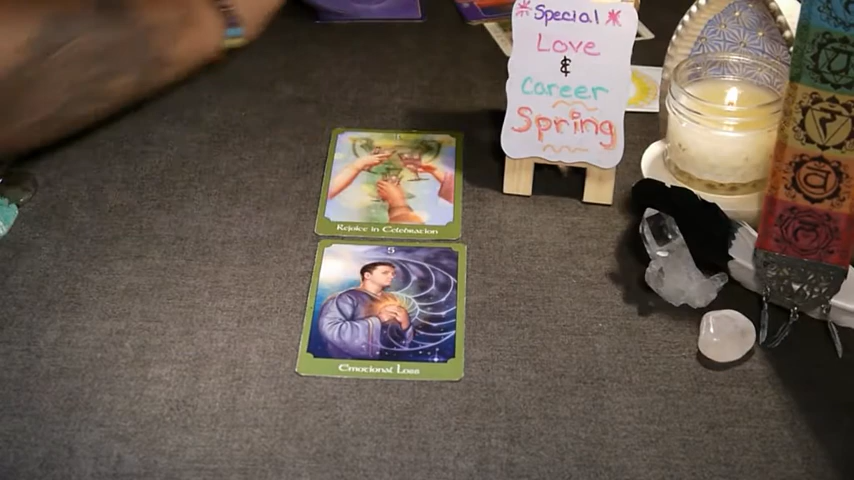 Special
Love
&
Career
Spring
Rejoice in Celebration
5
Emotional Loss